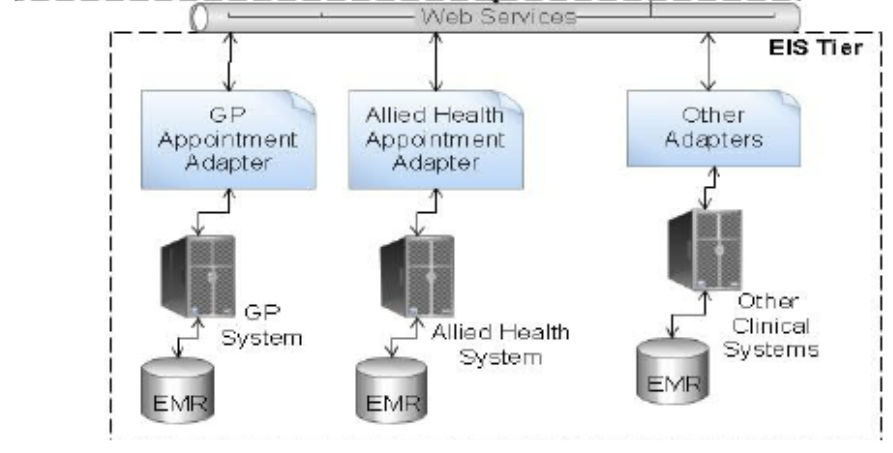 Web Services
EIS Tier
GP
Appointment
Adapter
Allied Health
Appointment
Adapter
Other
Adapters
GP
System
Allied Health
System
Other
Clinical
Systems
EMR
EMR
EMR